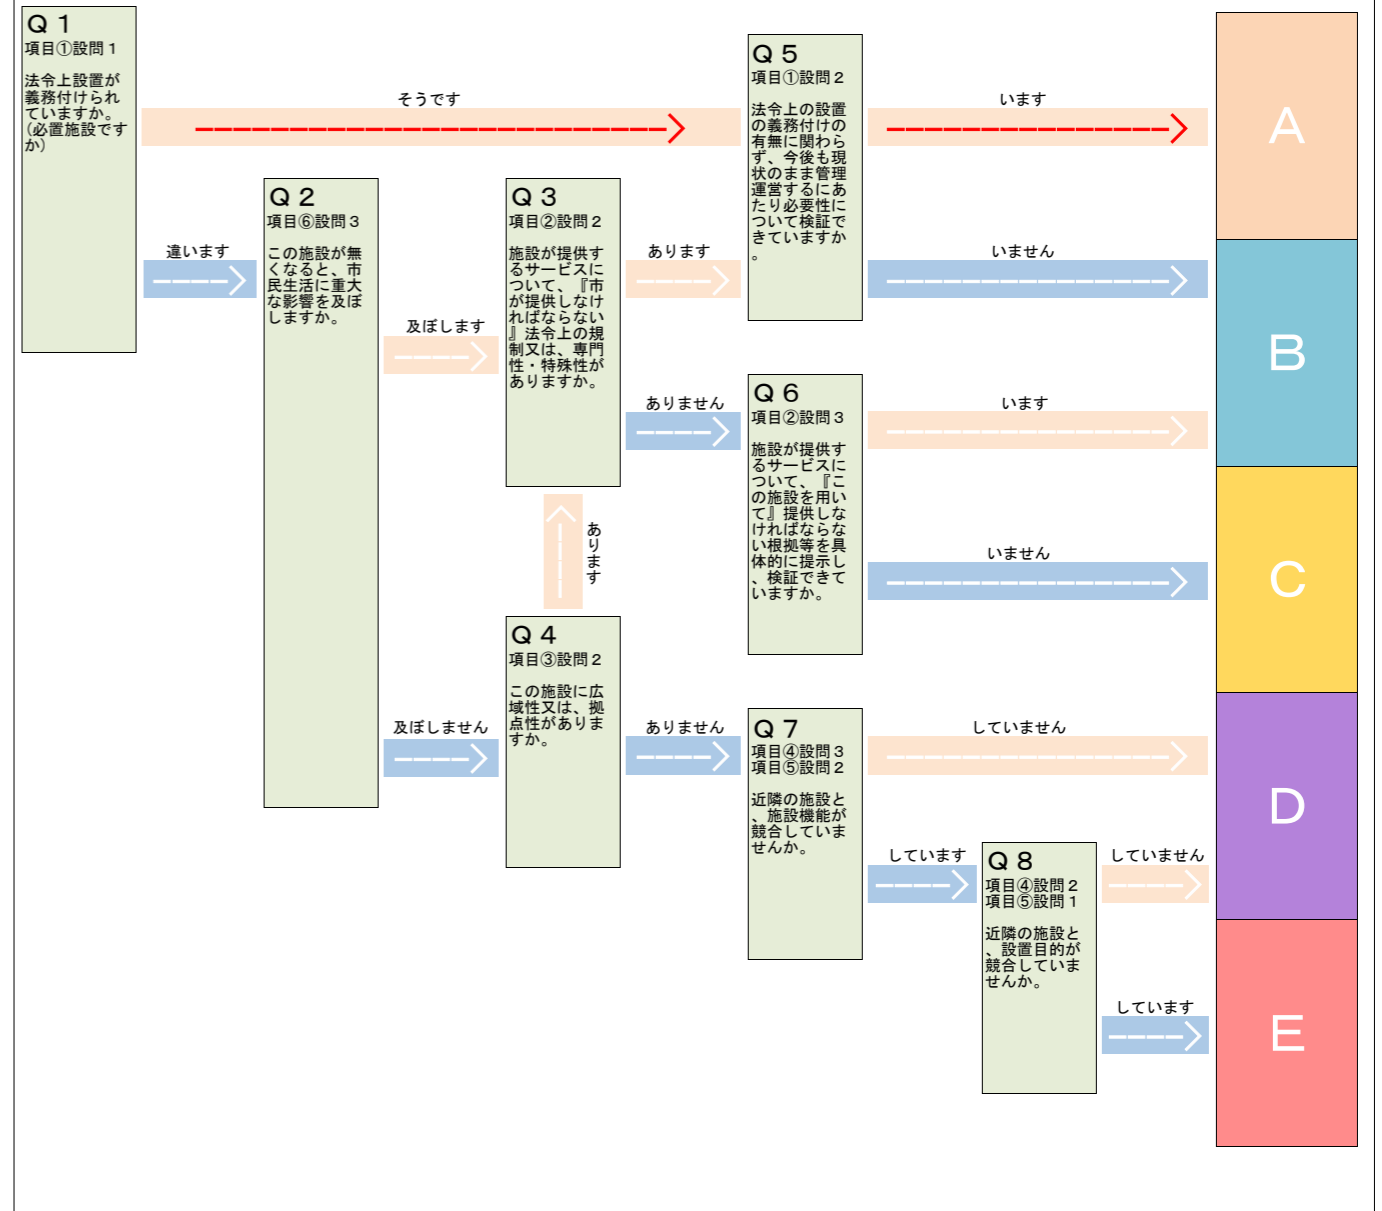 Ｑ１
項目①設問１
法令上設置が
義務付けられ
ていますか。
（必置施設です
か）
そうです
違います
Ｑ２
項目⑥設問３
この施設が無
くなると、市
民生活に重大
な影響を及ぼ
しますか。
及ぼします
及ぼしません
Ｑ３
項目②設問２
施設が提供す
るサービスに
ついて、『市
が提供しなけ
ればならない
』法令上の規
制又は、専門
性・特殊性が
ありますか。
あります
ありません
あります
Ｑ４
項目③設問２
この施設に広
域性又は、拠
点性がありま
すか。
ありません
Ｑ５
項目①設問２
法令上の設置
の義務付けの
有無に関わら
ず、今後も現
状のまま管理
運営するにあ
たり必要性に
ついて検証で
きていますか
。
います
いません
Ｑ６
項目②設問３
施設が提供す
るサービスに
ついて、『こ
の施設を用い
て』提供しな
ければならな
い根拠等を具
体的に提示し
、検証できて
いますか。
います
いません
Ｑ７
項目④設問３
項目⑤設問２
近隣の施設と
、施設機能が
競合していま
せんか。
していません
しています
Ｑ８
項目④設問２
項目⑤設問１
近隣の施設と
、設置目的が
競合していま
せんか。
していません
しています
Ａ
Ｂ
Ｃ
Ｄ
Ｅ